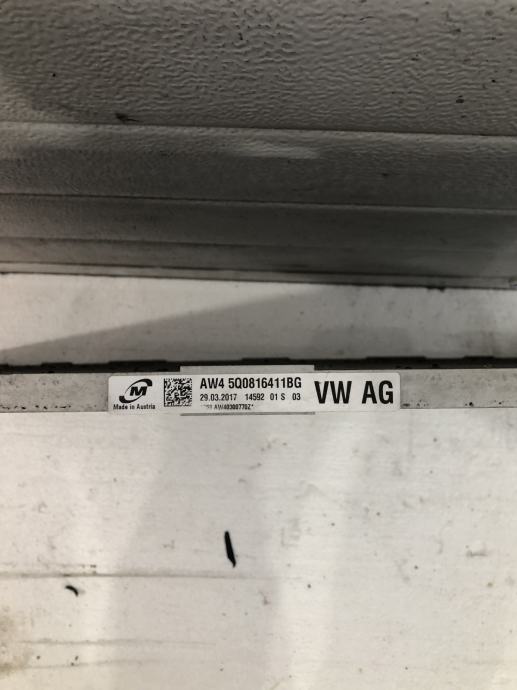 M
Made in Austria
AW4 5Q0816411BG
29.03.2017 14592 01 S 03
VW AG